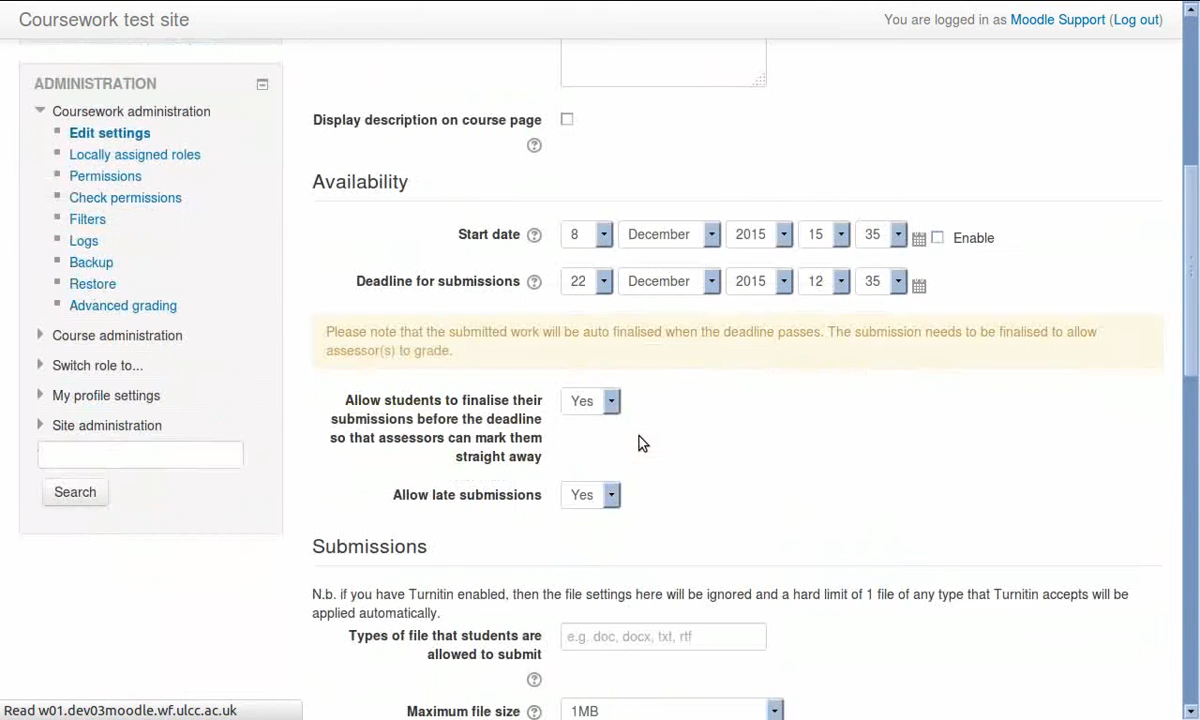 Coursework test site
You are logged in as Moodle Support (Log out)
ADMINISTRATION
Coursework administration
Edit settings
Locally assigned roles
Permissions
Check permissions
Filters
Logs
Backup
Restore
Advanced grading
Course administration
Switch role to...
My profile settings
Site administration
Search
Display description on course page
Availability
Start date 8 December 2015 15 35 Enable
Deadline for submissions 22 December 2015 12 35
Please note that the submitted work will be auto finalised when the deadline passes. The submission needs to be finalised to allow
assessor(s) to grade.
Allow students to finalise their Yes
submissions before the deadline
so that assessors can mark them
straight away
Allow late submissions Yes
Submissions
N.b. if you have Turnitin enabled, then the file settings here will be ignored and a hard limit of 1 file of any type that Turnitin accepts will be
applied automatically.
Types of file that students are e.g. doc, docx, txt, rtf
allowed to submit
Maximum file size 1MB
Read w01.dev03moodle.wf.ulcc.ac.uk